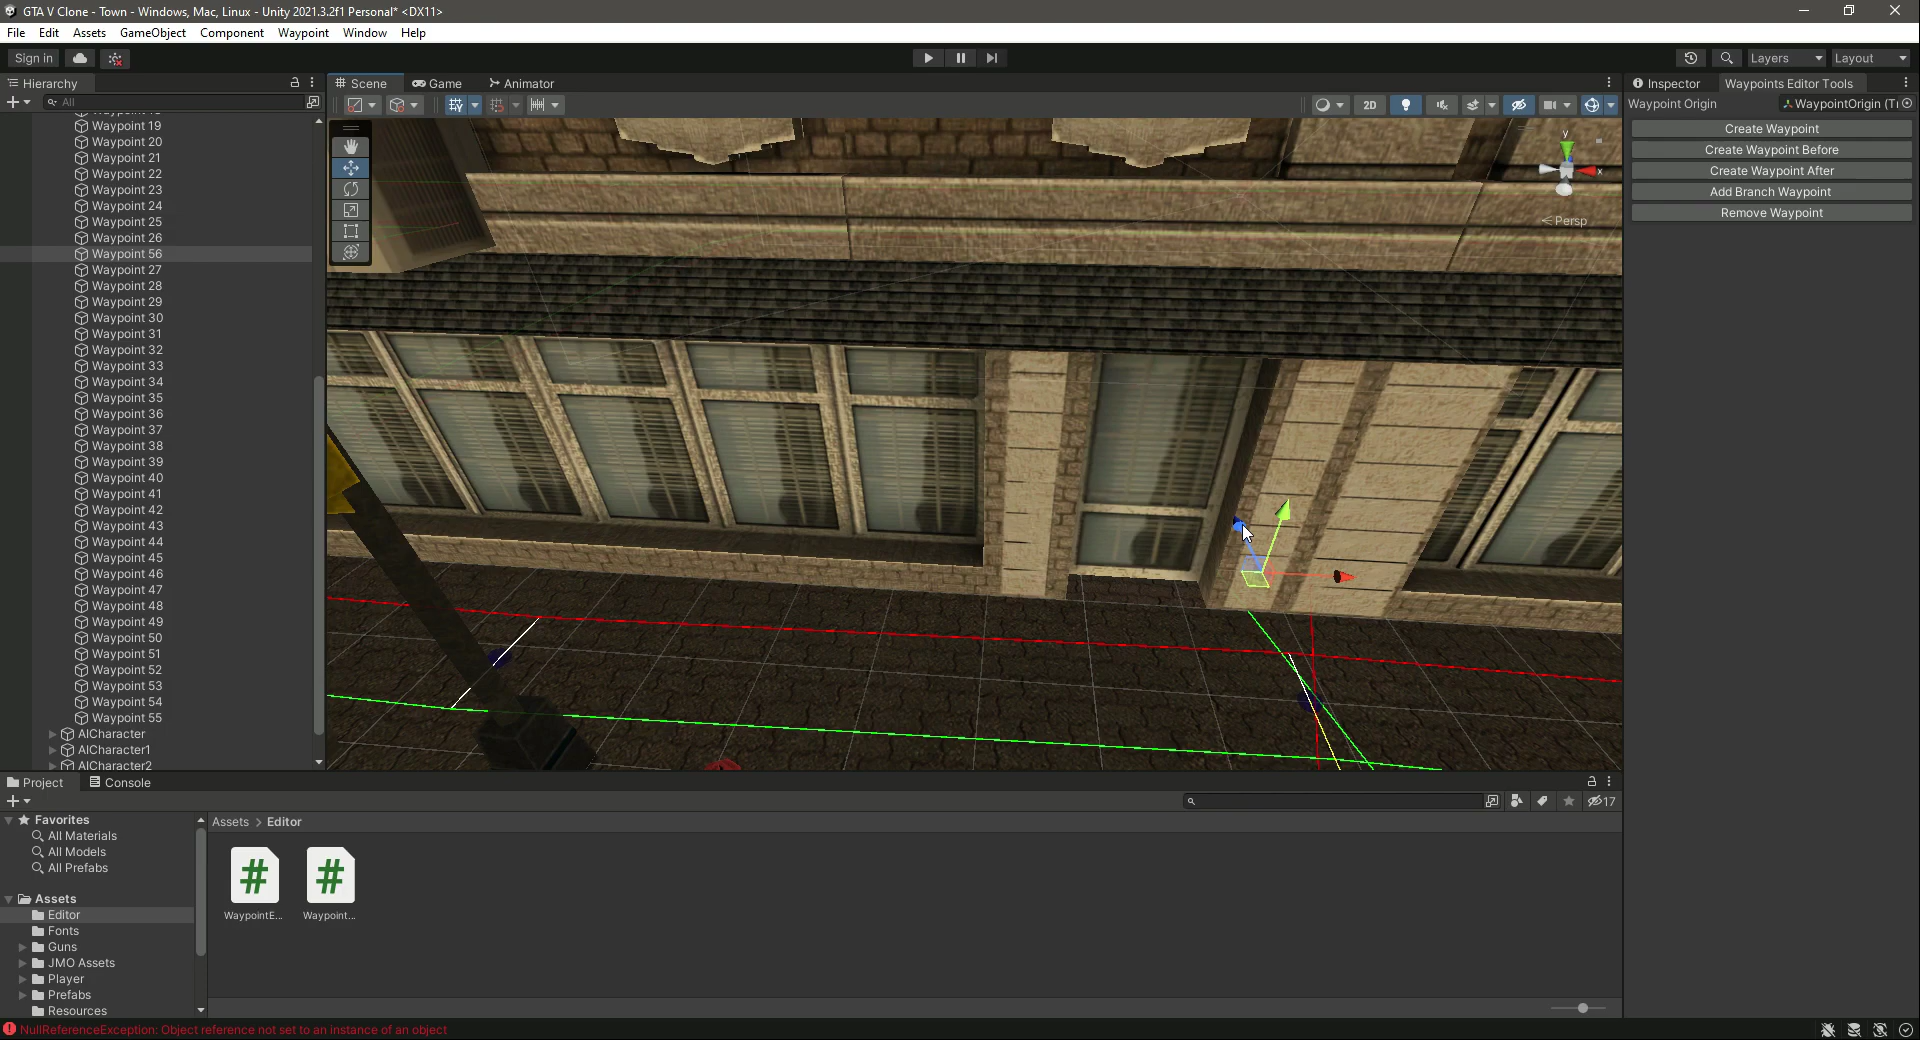 GTA V Clone - Town - Windows, Mac, Linux - Unity 2021.3.2f1 Personal* <DX11>
File Edit Assets GameObject Component Waypoint Window Help
Sign in
Layers
Layout
Hierarchy
Scene
Game
Animator
Inspector
Waypoints Editor Tools
All
2D
Waypoint Origin
WaypointOrigin (Tr
Create Waypoint
Create Waypoint Before
Create Waypoint After
Add Branch Waypoint
Remove Waypoint
y
x
< Persp
Waypoint 19
Waypoint 20
Waypoint 21
Waypoint 22
Waypoint 23
Waypoint 24
Waypoint 25
Waypoint 26
Waypoint 56
Waypoint 27
Waypoint 28
Waypoint 29
Waypoint 30
Waypoint 31
Waypoint 32
Waypoint 33
Waypoint 34
Waypoint 35
Waypoint 36
Waypoint 37
Waypoint 38
Waypoint 39
Waypoint 40
Waypoint 41
Waypoint 42
Waypoint 43
Waypoint 44
Waypoint 45
Waypoint 46
Waypoint 47
Waypoint 48
Waypoint 49
Waypoint 50
Waypoint 51
Waypoint 52
Waypoint 53
Waypoint 54
Waypoint 55
AICharacter
AICharacter1
AICharacter2
Project
Console
17
Favorites
All Materials
All Models
All Prefabs
Assets
Editor
Fonts
Guns
JMO Assets
Player
Prefabs
Resources
Assets > Editor
WaypointE...
Waypoint...
NullReferenceException: Object reference not set to an instance of an object